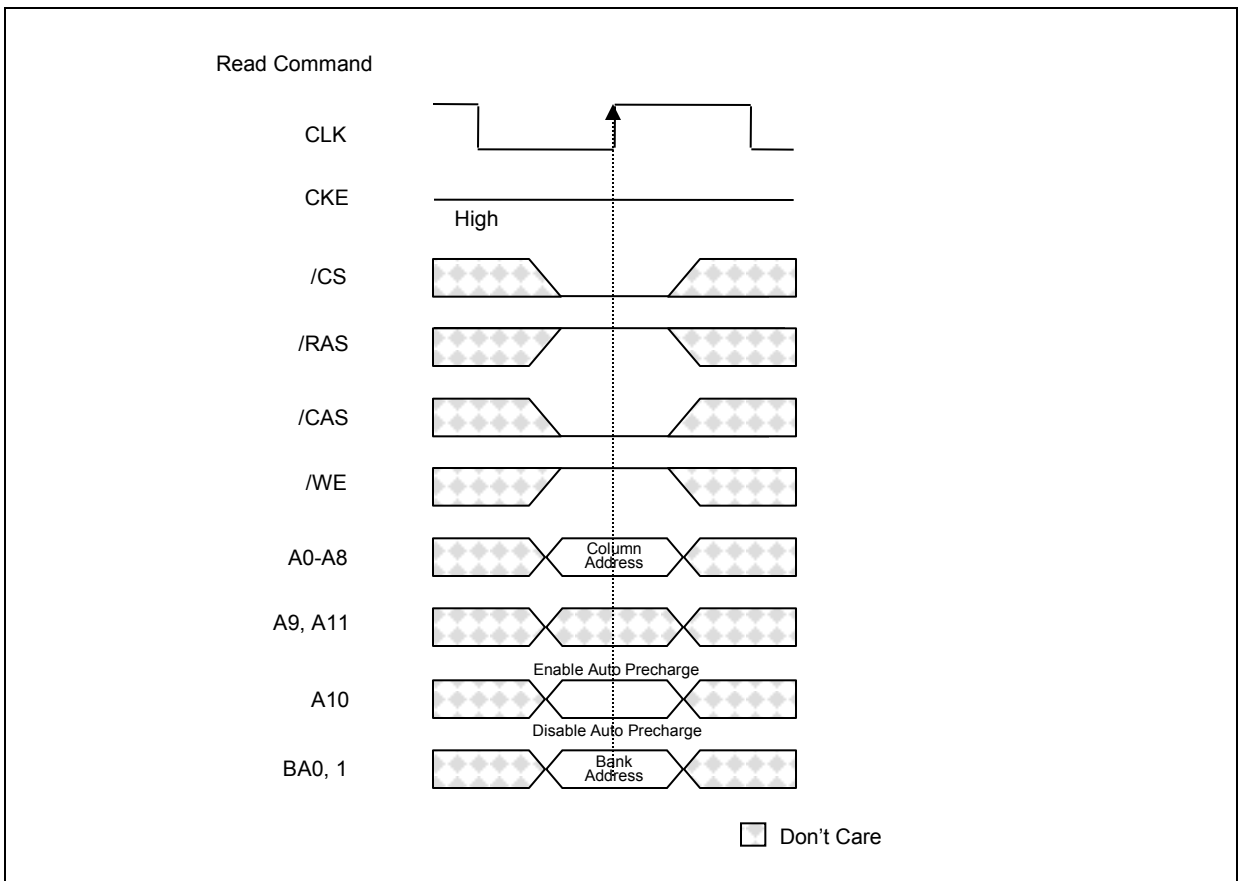 Read Command
CLK
CKE
High
/CS
/RAS
/CAS
/WE
A0-A8
Column
Address
A9, A11
Enable Auto Precharge
A10
Disable Auto Precharge
BA0, 1
Bank
Address
Don't Care